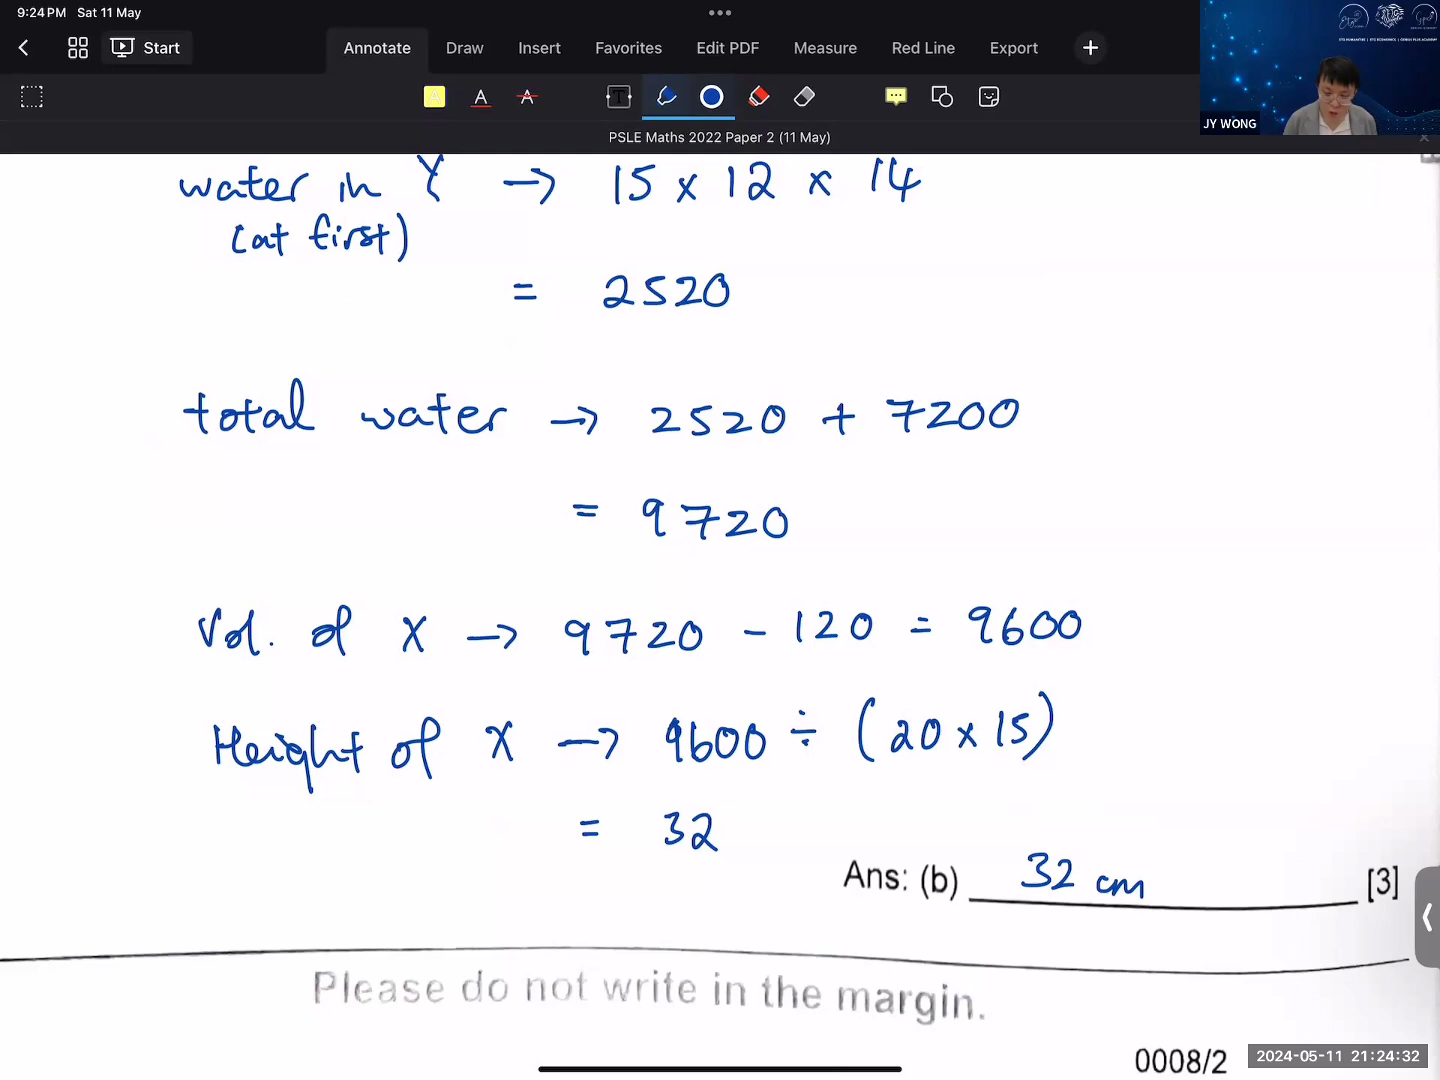 9:24 PM Sat 11 May
Start
Annotate Draw Insert Favorites Edit PDF Measure Red Line Export
PSLE Maths 2022 Paper 2 (11 May)
JY WONG
water in Y → 15 x 12 x 14
(at first)
= 2520
total water → 2520 + 7200
= 9720
Vol. of X → 9720 - 120 = 9600
Height of X → 9600 ÷ (20 x 15)
= 32
Ans: (b) 32 cm [3]
Please do not write in the margin.
0008/2
2024-05-11 21:24:32